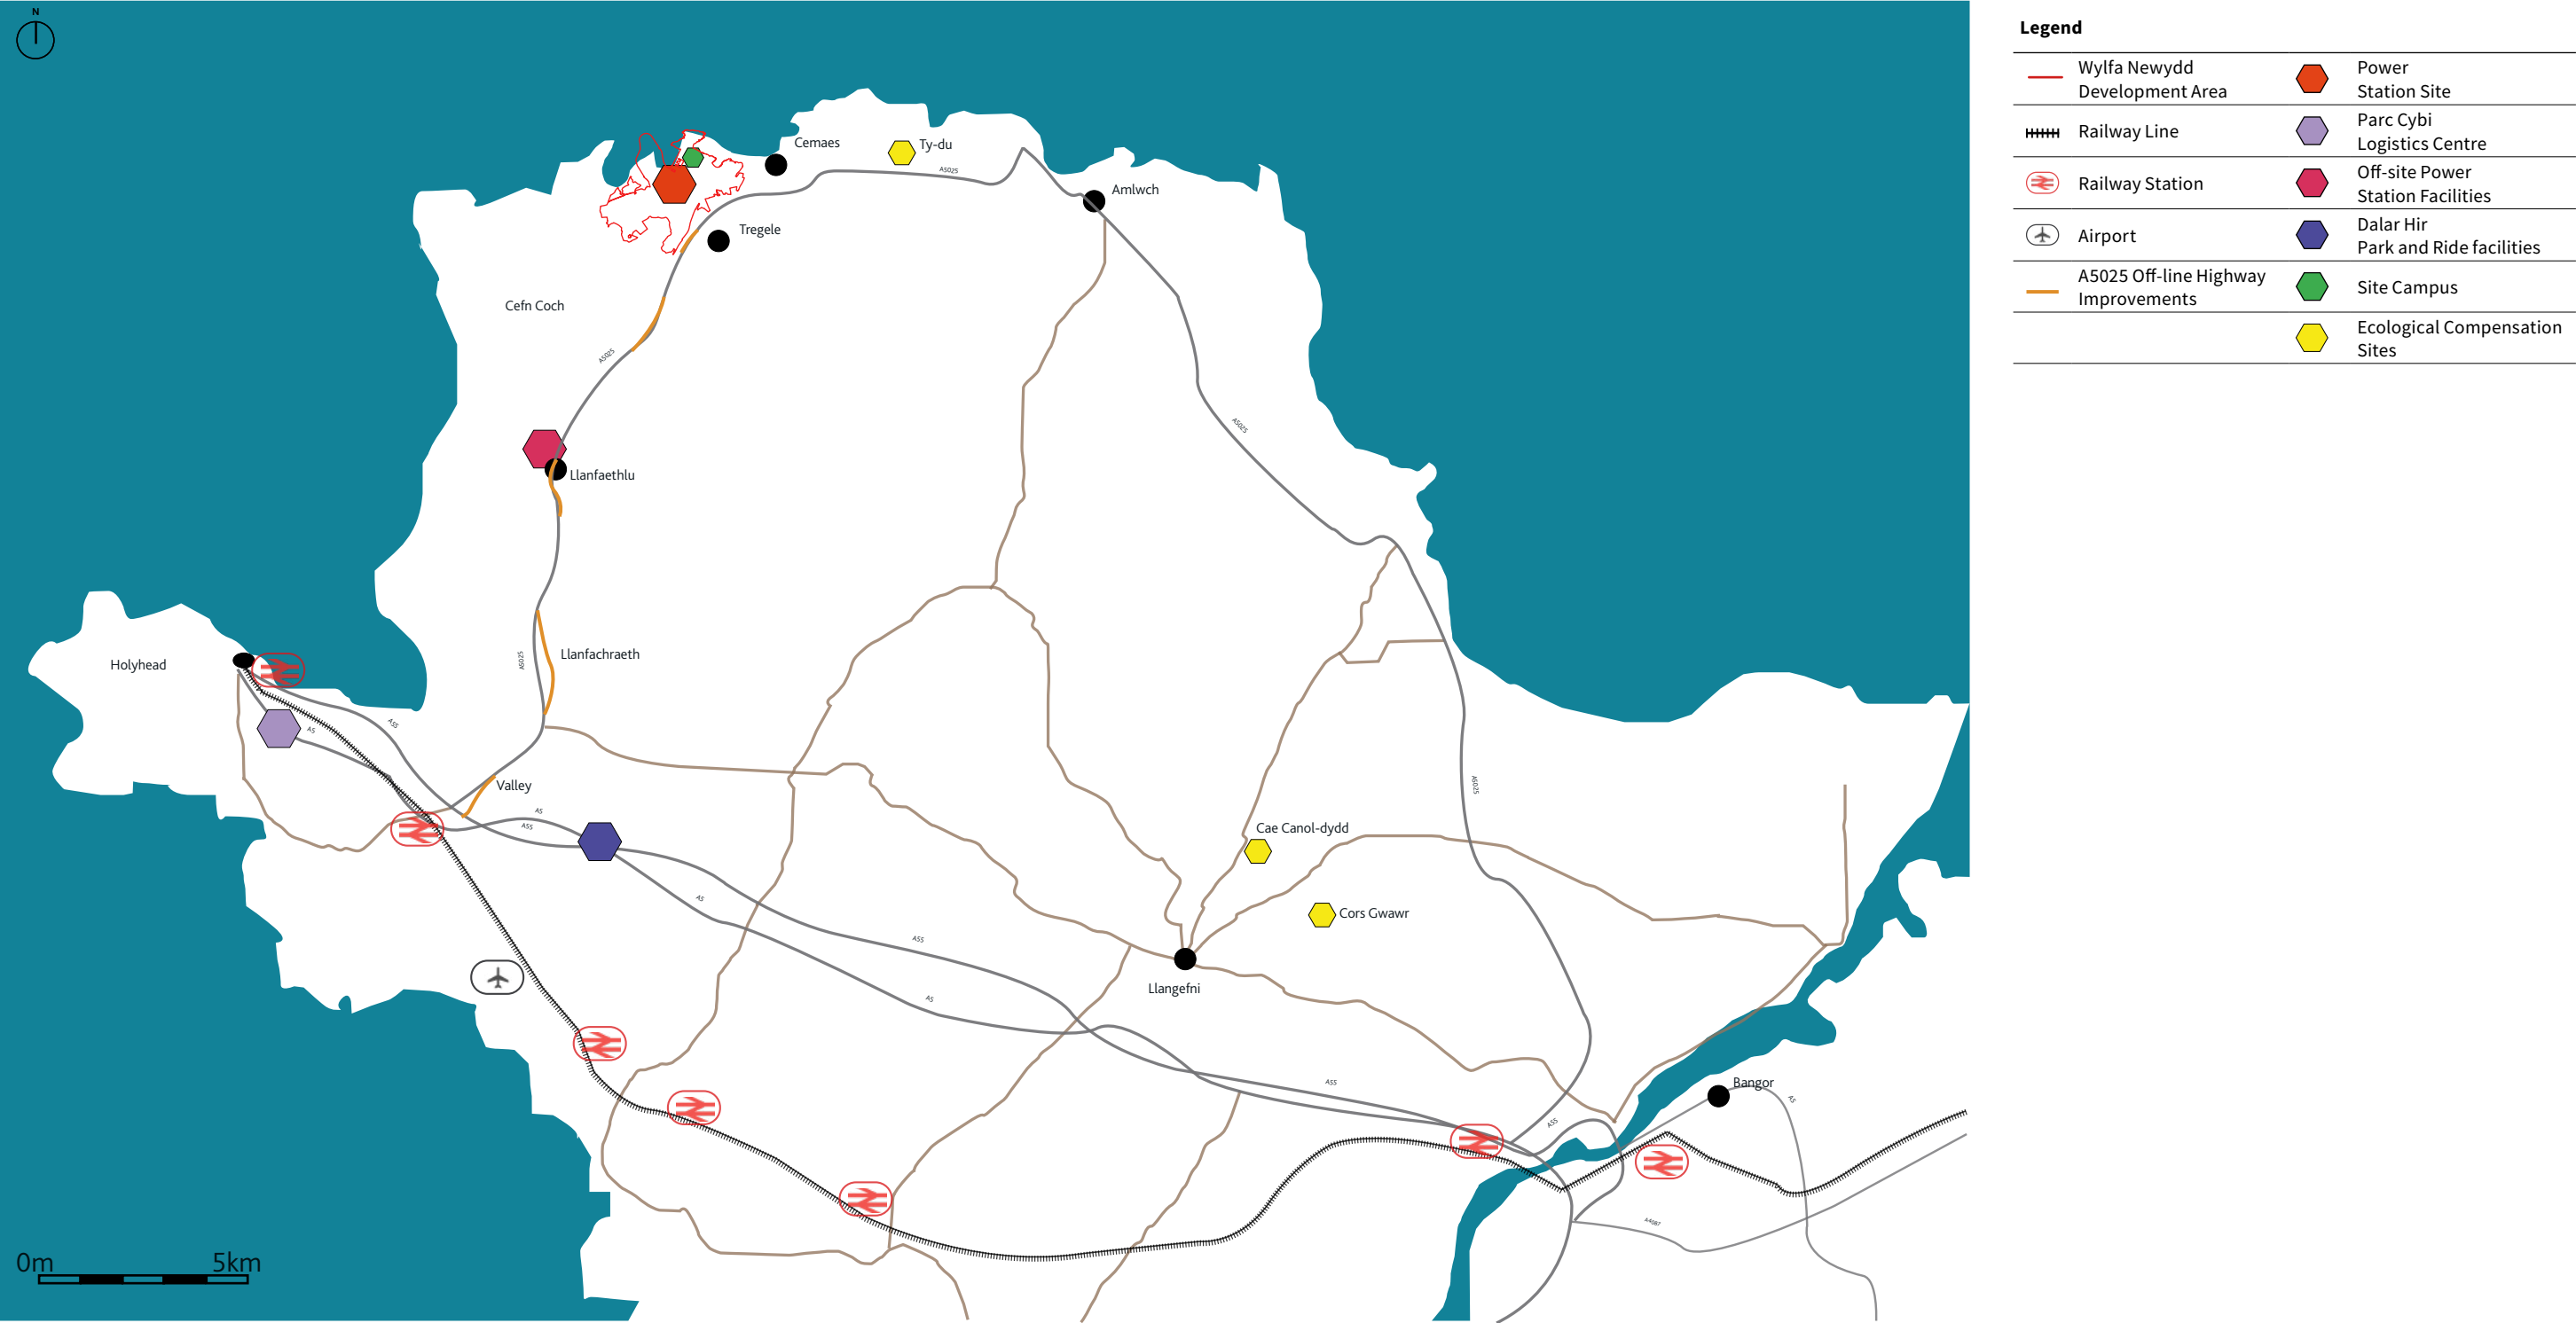 N
Cemaes
Ty-du
A5025
Amlwch
Tregele
Cefn Coch
A5025
A5025
Llanfaethlu
Llanfachraeth
A5025
Holyhead
A55
A5
Valley
A5
A55
A5025
Cae Canol-dydd
A5
Cors Gwawr
A55
Llangefni
A5
A55
Bangor
A5
A55
A4087
0m 5km
Legend
Wylfa Newydd
Development Area
Power
Station Site
Railway Line
Parc Cybi
Logistics Centre
Railway Station
Off-site Power
Station Facilities
Airport
Dalar Hir
Park and Ride facilities
A5025 Off-line Highway
Improvements
Site Campus
Ecological Compensation
Sites